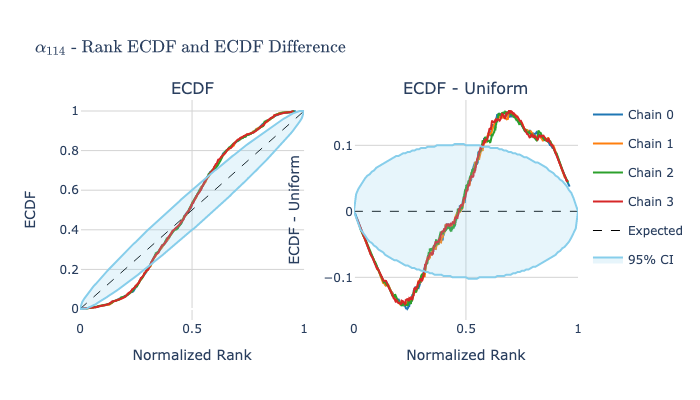 α₁₁₄ - Rank ECDF and ECDF Difference
ECDF
ECDF - Uniform
ECDF
1
0.8
0.6
0.4
0.2
0
0
0.5
1
Normalized Rank
ECDF - Uniform
0.1
0
−0.1
0
0.5
1
Normalized Rank
Chain 0
Chain 1
Chain 2
Chain 3
Expected
95% CI